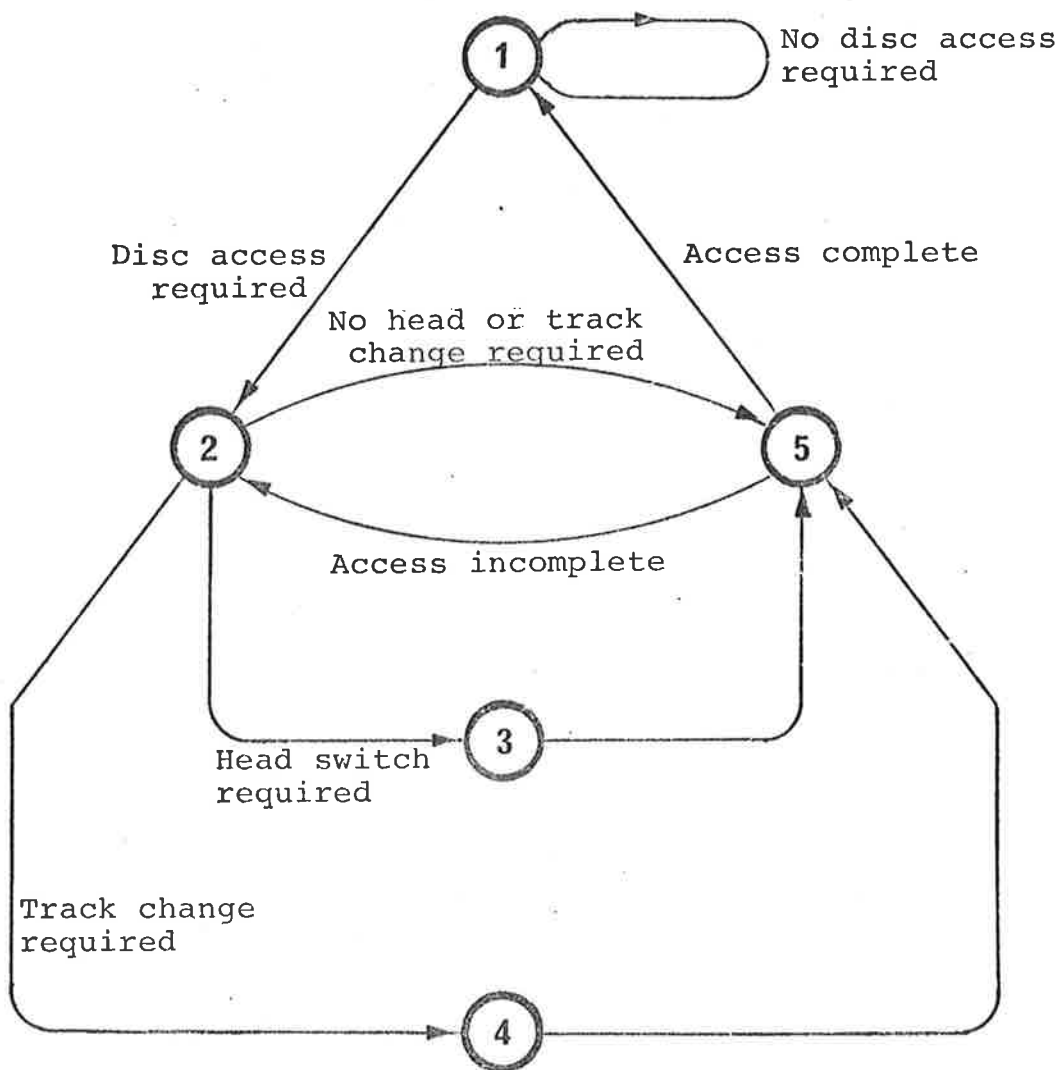 1
No disc access
required
Disc access
required
Access complete
No head or track
change required
2
5
Access incomplete
3
Head switch
required
Track change
required
4